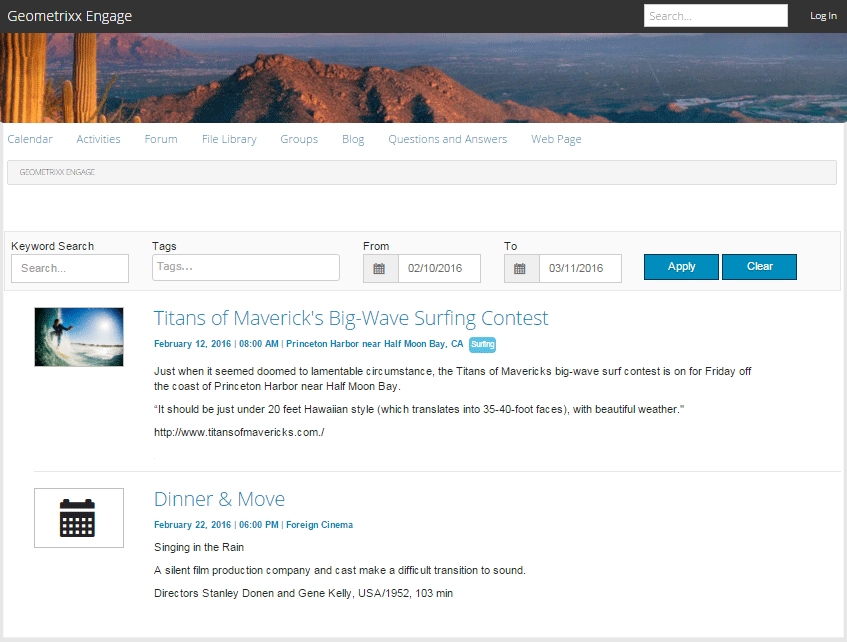 Geometrixx Engage
Search...
Log In
Calendar Activities Forum File Library Groups Blog Questions and Answers Web Page
GEOMETRIXX ENGAGE
Keyword Search Tags From To
Search... Tags... 02/10/2016 03/11/2016 Apply Clear
Titans of Maverick's Big-Wave Surfing Contest
February 12, 2016 | 08:00 AM | Princeton Harbor near Half Moon Bay, CA Surfing
Just when it seemed doomed to lamentable circumstance, the Titans of Mavericks big-wave surf contest is on for Friday off
the coast of Princeton Harbor near Half Moon Bay.
“It should be just under 20 feet Hawaiian style (which translates into 35-40-foot faces), with beautiful weather.”
http://www.titansofmavericks.com./
Dinner & Move
February 22, 2016 | 06:00 PM | Foreign Cinema
Singing in the Rain
A silent film production company and cast make a difficult transition to sound.
Directors Stanley Donen and Gene Kelly, USA/1952, 103 min